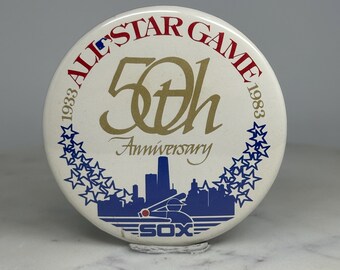 ALL-STAR GAME
1933
1983
50th
Anniversary
SOX